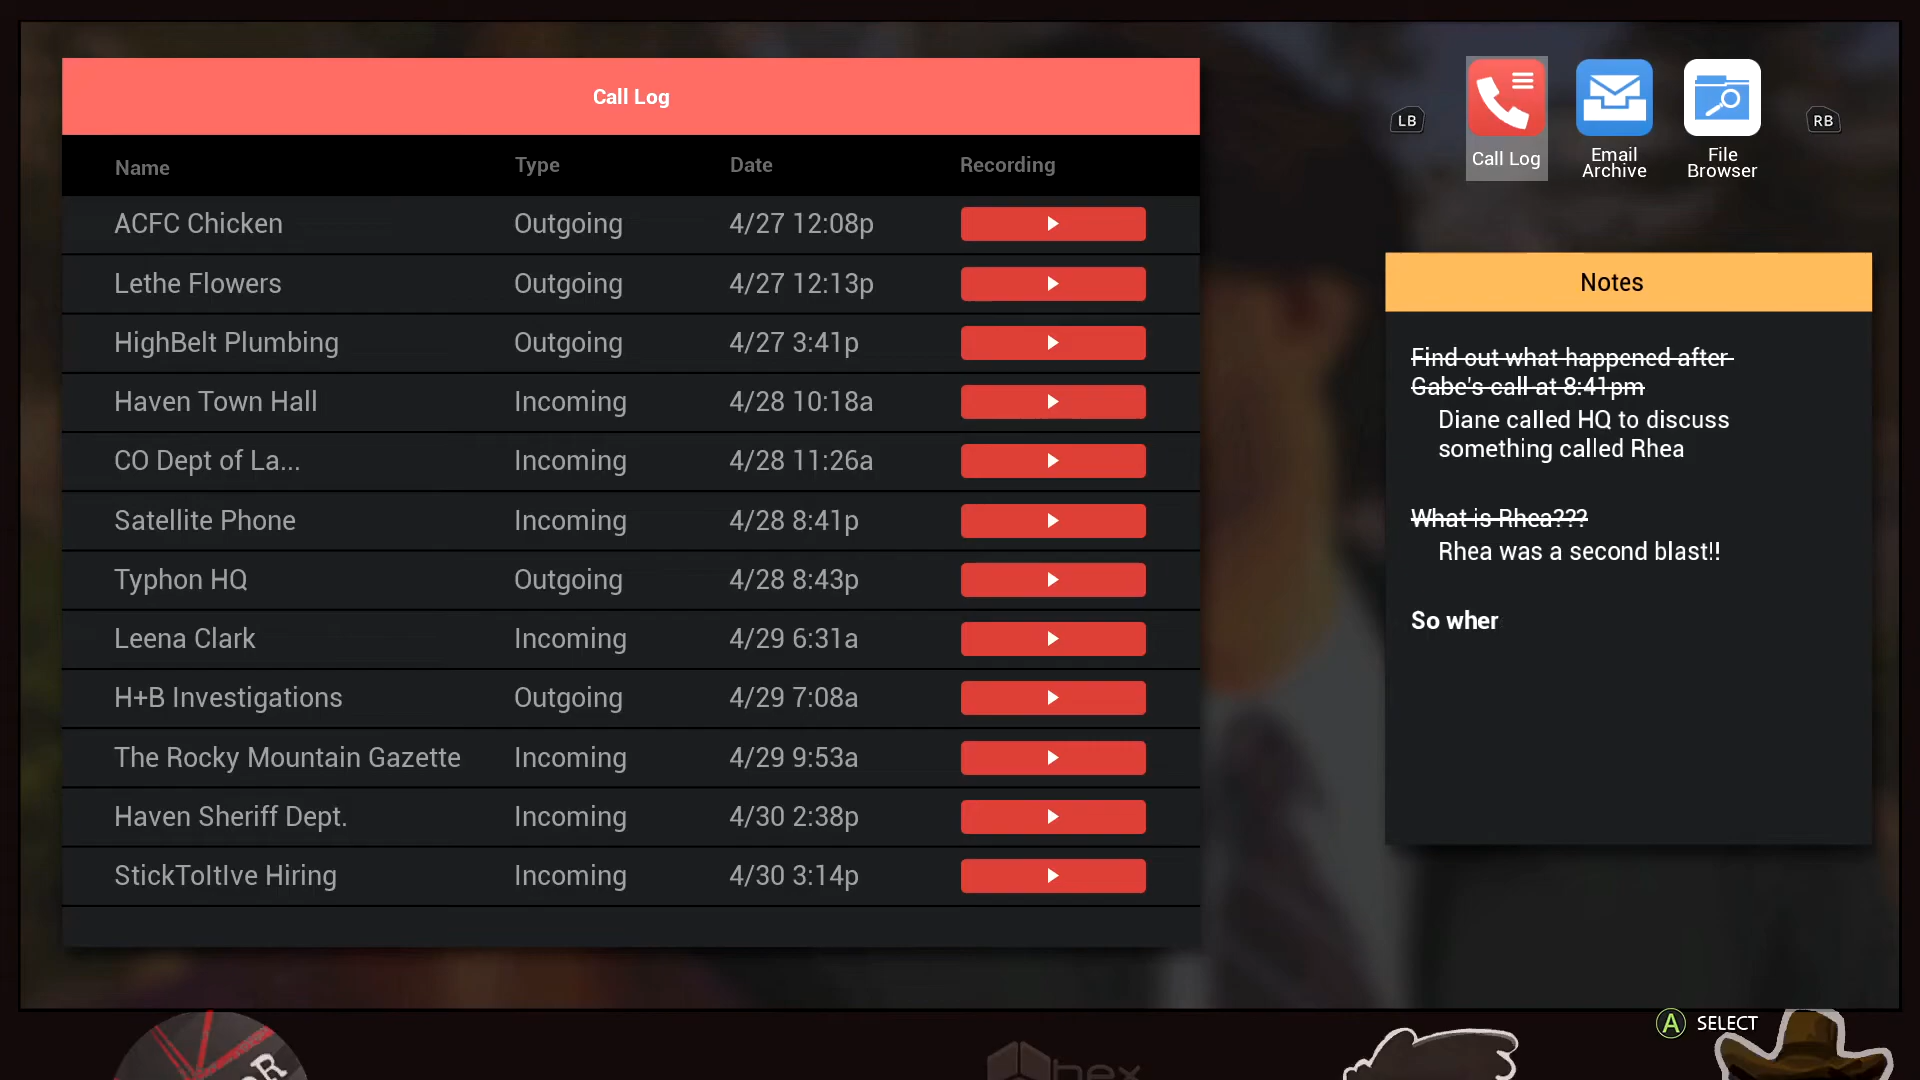 Call Log
Name Type Date Recording
ACFC Chicken Outgoing 4/27 12:08p
Lethe Flowers Outgoing 4/27 12:13p
HighBelt Plumbing Outgoing 4/27 3:41p
Haven Town Hall Incoming 4/28 10:18a
CO Dept of La... Incoming 4/28 11:26a
Satellite Phone Incoming 4/28 8:41p
Typhon HQ Outgoing 4/28 8:43p
Leena Clark Incoming 4/29 6:31a
H+B Investigations Outgoing 4/29 7:08a
The Rocky Mountain Gazette Incoming 4/29 9:53a
Haven Sheriff Dept. Incoming 4/30 2:38p
StickToItIve Hiring Incoming 4/30 3:14p
LB
Call Log
Email
Archive
File
Browser
RB
Notes
Find out what happened after
Gabe's call at 8:41pm
Diane called HQ to discuss
something called Rhea
What is Rhea???
Rhea was a second blast!!
So wher
A SELECT
hex